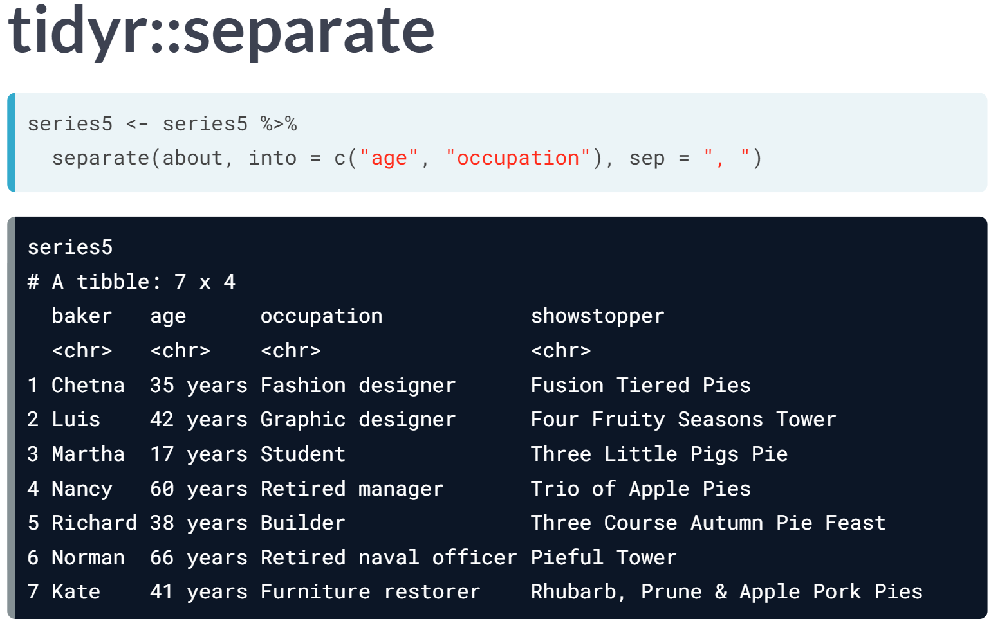 tidyr::separate
series5 <- series5 %>%
  separate(about, into = c("age", "occupation"), sep = ", ")
series5
# A tibble: 7 x 4
  baker   age      occupation            showstopper
  <chr>   <chr>    <chr>                 <chr>
1 Chetna  35 years Fashion designer      Fusion Tiered Pies
2 Luis    42 years Graphic designer      Four Fruity Seasons Tower
3 Martha  17 years Student               Three Little Pigs Pie
4 Nancy   60 years Retired manager       Trio of Apple Pies
5 Richard 38 years Builder               Three Course Autumn Pie Feast
6 Norman  66 years Retired naval officer Pieful Tower
7 Kate    41 years Furniture restorer    Rhubarb, Prune & Apple Pork Pies